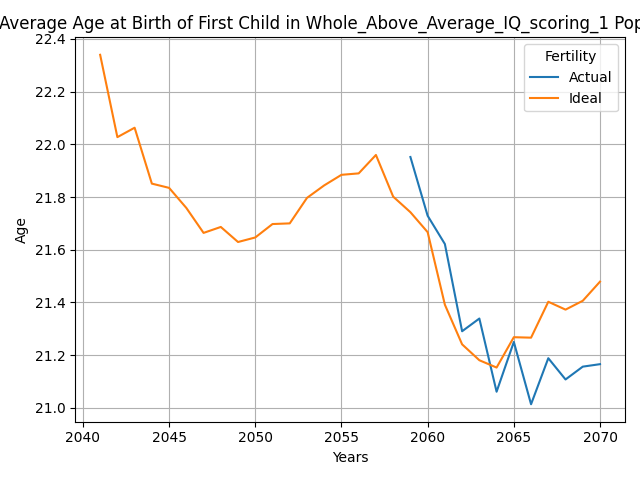 Average Age at Birth of First Child in Whole_Above_Average_IQ_scoring_1 Pop
22.4
22.2
22.0
21.8
21.6
21.4
21.2
21.0
Age
Fertility
Actual
Ideal
2040 2045 2050 2055 2060 2065 2070
Years